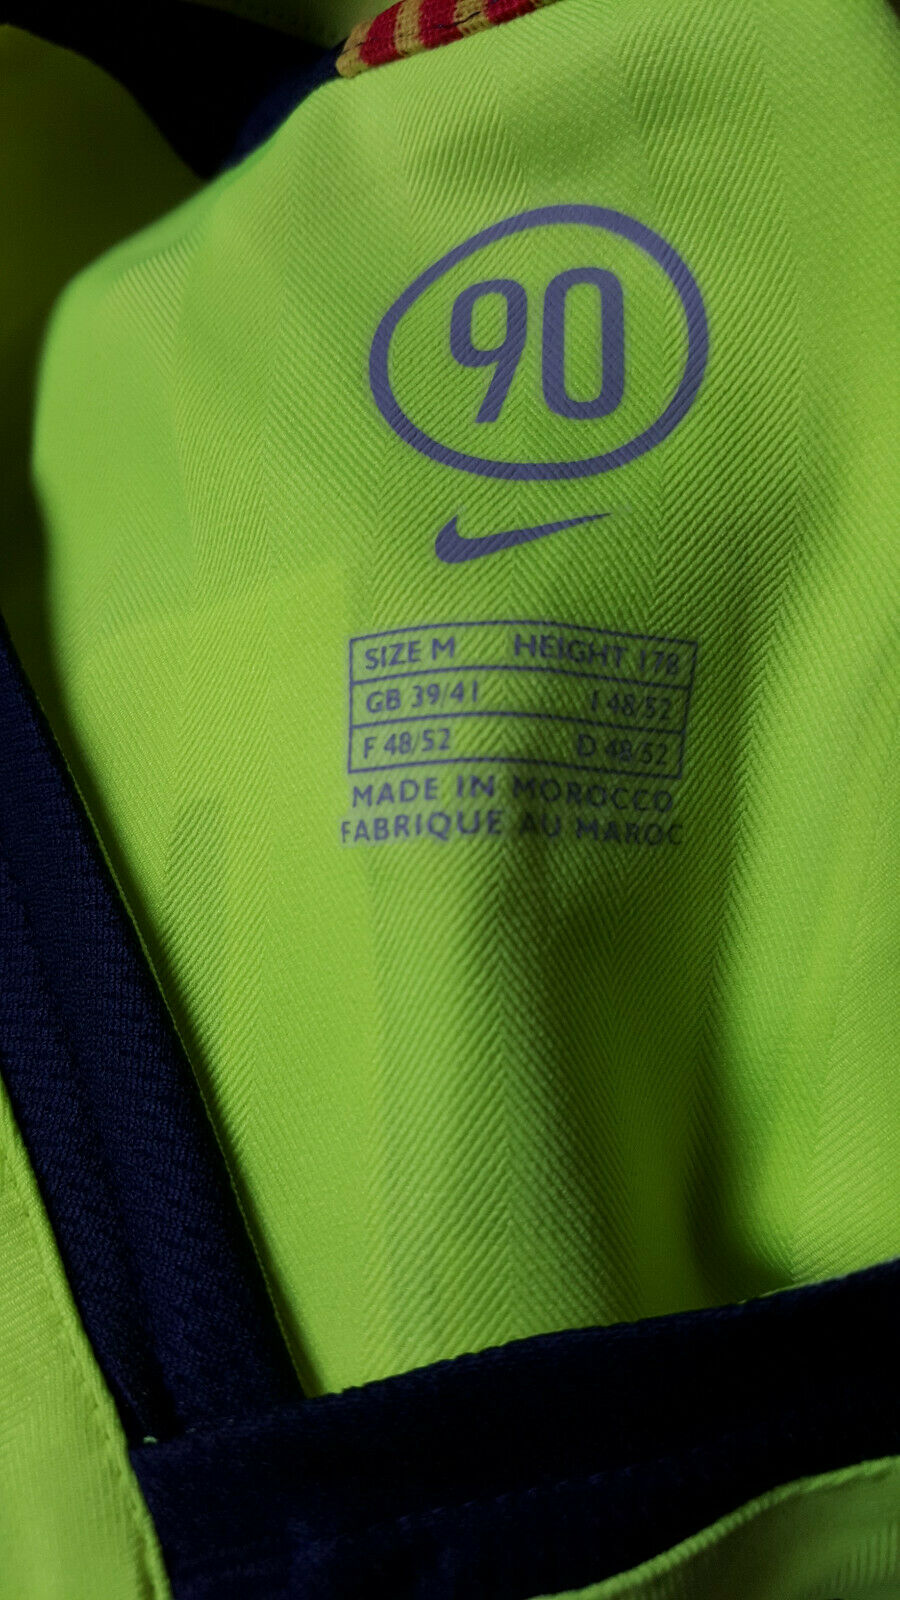 90
SIZE M HEIGHT 178
GB 39/41 I 48/52
F 48/52 D 48/52
MADE IN MOROCCO
FABRIQUE AU MAROC